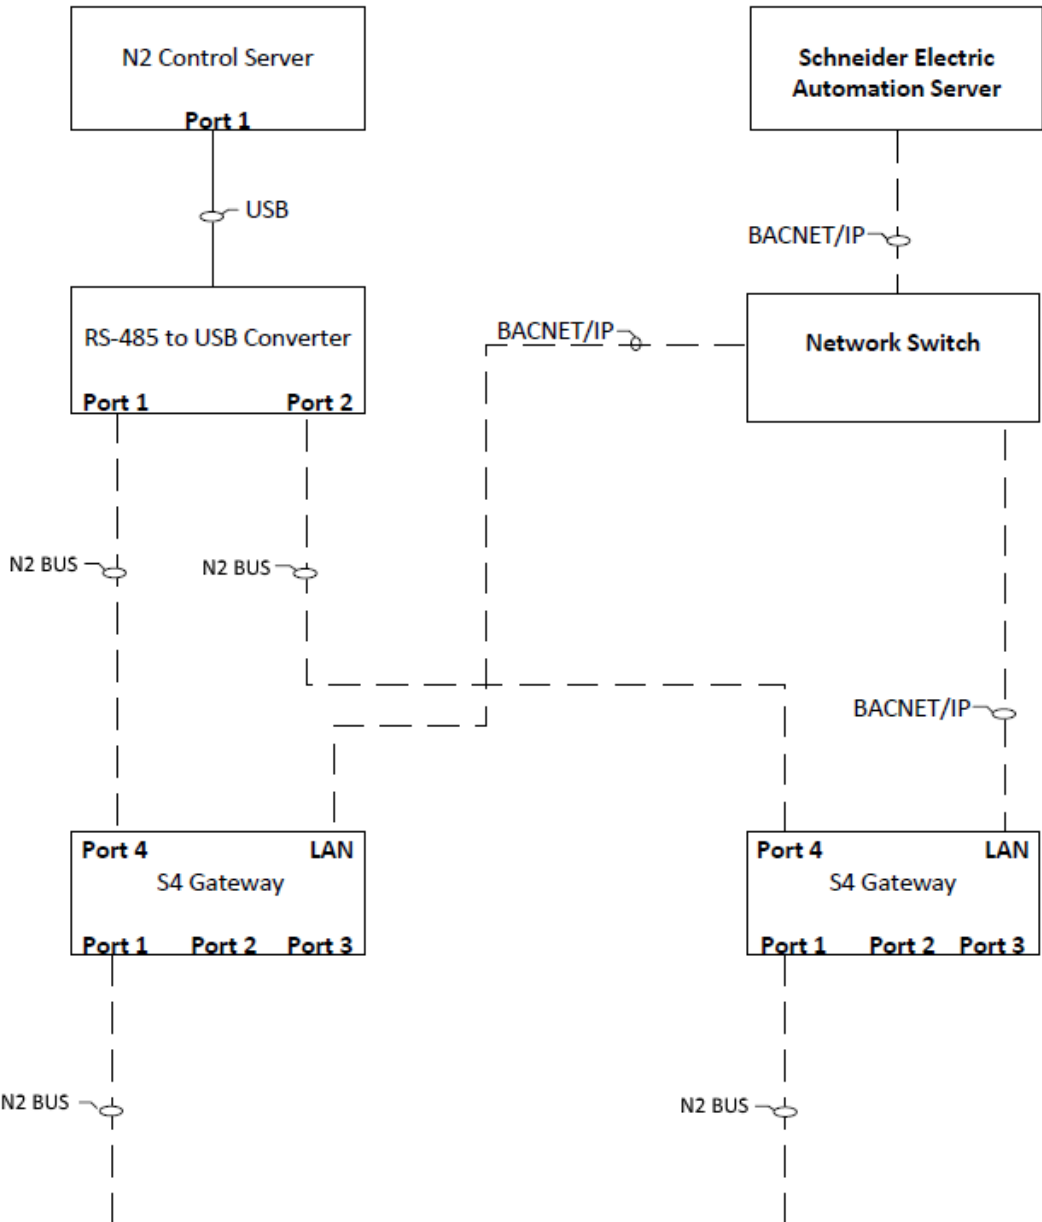 N2 Control Server
Port 1
Schneider Electric
Automation Server
USB
BACNET/IP
RS-485 to USB Converter
Port 1 Port 2
BACNET/IP
Network Switch
N2 BUS
N2 BUS
BACNET/IP
Port 4 LAN
S4 Gateway
Port 1 Port 2 Port 3
Port 4 LAN
S4 Gateway
Port 1 Port 2 Port 3
N2 BUS
N2 BUS